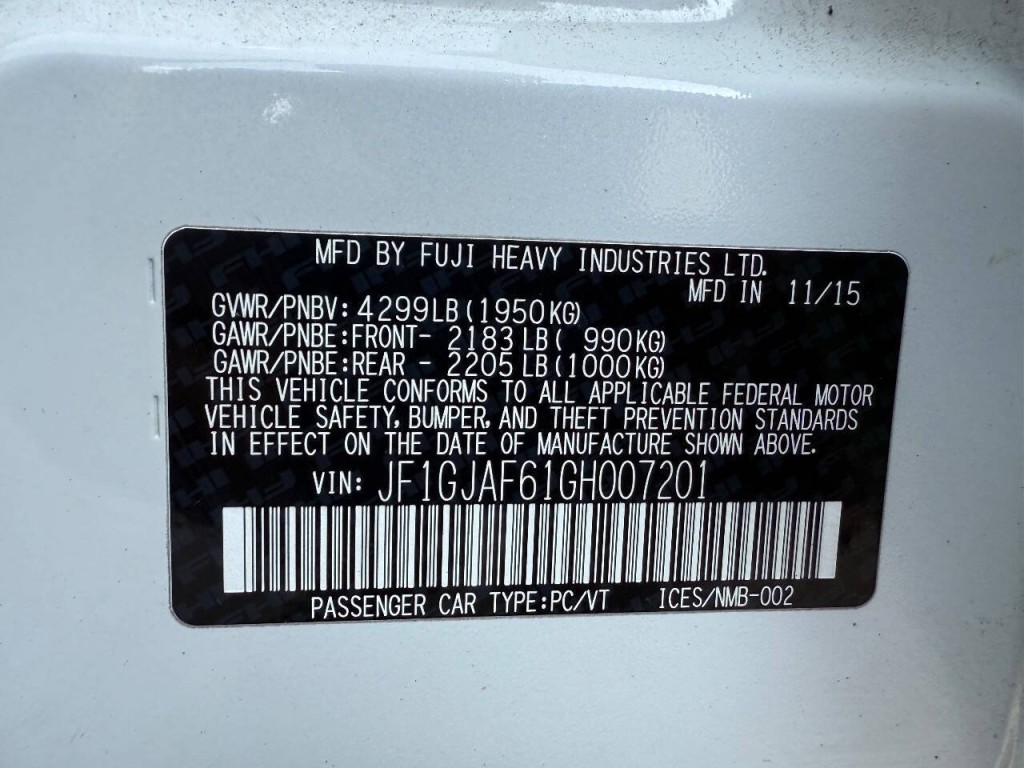 MFD BY FUJI HEAVY INDUSTRIES LTD.
MFD IN 11/15
GVWR/PNBV: 4299LB(1950KG)
GAWR/PNBE:FRONT- 2183LB( 990KG)
GAWR/PNBE:REAR - 2205LB(1000KG)
THIS VEHICLE CONFORMS TO ALL APPLICABLE FEDERAL MOTOR
VEHICLE SAFETY, BUMPER, AND THEFT PREVENTION STANDARDS
IN EFFECT ON THE DATE OF MANUFACTURE SHOWN ABOVE.
VIN: JF1GJAF61GH007201
PASSENGER CAR TYPE:PC/VT ICES/NMB-002